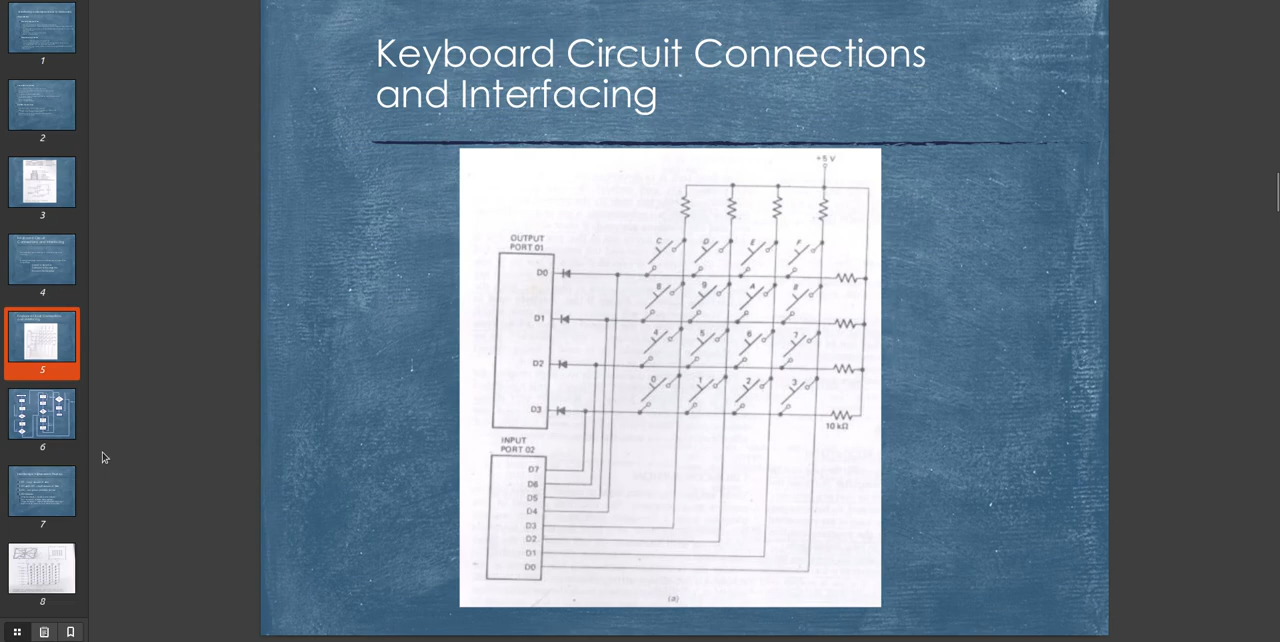 Keyboard Circuit Connections
and Interfacing
+5 V
OUTPUT
PORT 01
C D E F
D0
8 9 A
D1
4 5 6 7
D2
0 1 2 3
D3
10 kΩ
INPUT
PORT 02
D7
D6
D5
D4
D3
D2
D1
D0
(a)
1
2
3
4
5
6
7
8